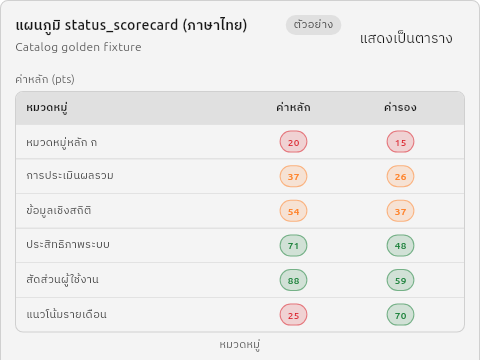 แผนภูมิ status_scorecard (ภาษาไทย)
ตัวอย่าง
แสดงเป็นตาราง
Catalog golden fixture
ค่าหลัก (pts)
หมวดหมู่ ค่าหลัก ค่ารอง
หมวดหมู่หลัก ก 20 15
การประเมินผลรวม 37 26
ข้อมูลเชิงสถิติ 54 37
ประสิทธิภาพระบบ 71 48
สัดส่วนผู้ใช้งาน 88 59
แนวโน้มรายเดือน 25 70
หมวดหมู่